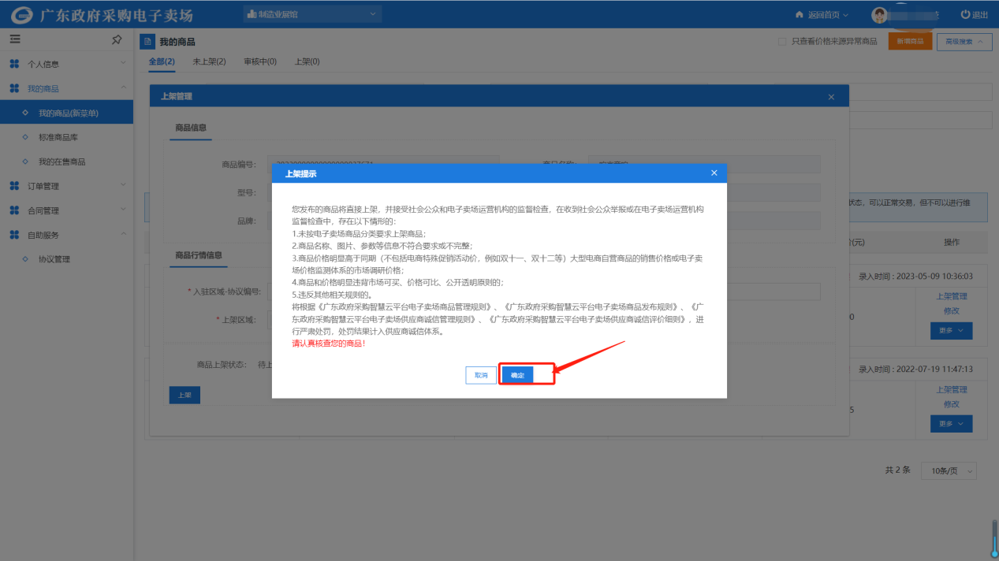 广东政府采购电子卖场
制造业展馆
返回首页
退出
我的商品
只查看价格来源异常商品
新增商品
高级搜索
全部(2) 未上架(2) 审核中(0) 上架(0)
个人信息
我的商品
我的商品(新菜单)
标准商品库
我的在售商品
订单管理
合同管理
自助服务
协议管理
上架管理
商品信息
商品编号：
商品名称：
型号：
品牌：
商品行情信息
*入驻区域-协议编号：
*上架区域：
商品上架状态： 待上
上架
上架提示
您发布的商品将直接上架，并接受社会公众和电子卖场运营机构的监督检查，在收到社会公众举报或在电子卖场运营机构
监督检查中，存在以下情形的：
1.未按电子卖场商品分类要求上架商品；
2.商品名称、图片、参数等信息不符合要求或不完整；
3.商品价格明显高于同期（不包括电商特殊促销活动价，例如双十一、双十二等）大型电商自营商品的销售价格或电子卖
场价格监测体系的市场调研价格；
4.商品和价格明显违背市场可买、价格可比、公开透明原则的；
5.违反其他相关规则的。
将根据《广东政府采购智慧云平台电子卖场商品管理规则》、《广东政府采购智慧云平台电子卖场商品发布规则》、《广
东政府采购智慧云平台电子卖场供应商诚信管理规则》、《广东政府采购智慧云平台电子卖场供应商诚信评价细则》，进
行严肃处罚，处罚结果计入供应商诚信体系。
请认真核查您的商品！
取消 确定
状态，可以正常交易，但不可以进行维
(元) 操作
录入时间：2023-05-09 10:36:03
上架管理
修改
0
更多
录入时间：2022-07-19 11:47:13
上架管理
修改
5
更多
共 2 条 10条/页